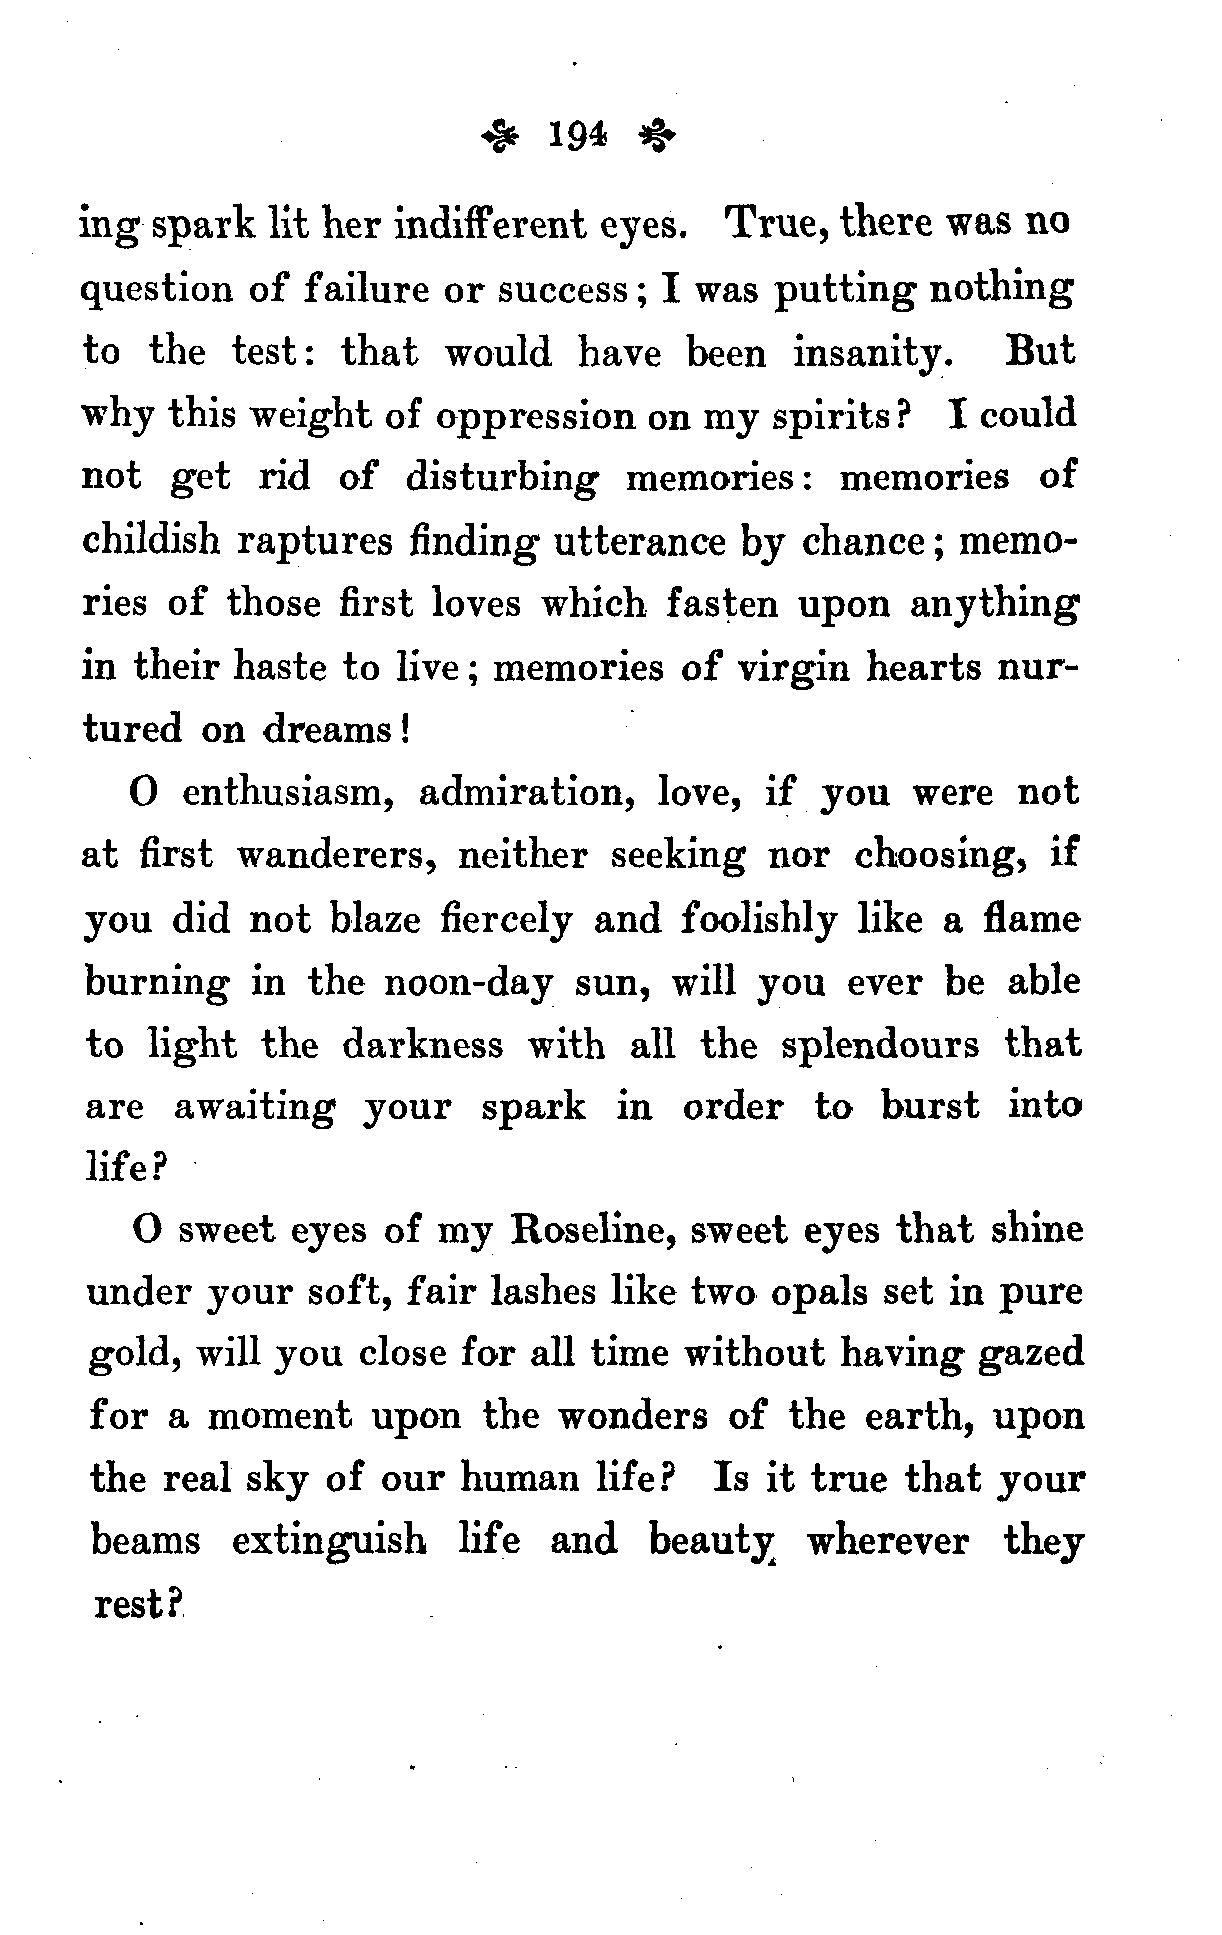 194
ing spark lit her indifferent eyes. True, there was no
question of failure or success; I was putting nothing
to the test: that would have been insanity. But
why this weight of oppression on my spirits? I could
not get rid of disturbing memories: memories of
childish raptures finding utterance by chance; memo-
ries of those first loves which fasten upon anything
in their haste to live; memories of virgin hearts nur-
tured on dreams!
O enthusiasm, admiration, love, if you were not
at first wanderers, neither seeking nor choosing, if
you did not blaze fiercely and foolishly like a flame
burning in the noon-day sun, will you ever be able
to light the darkness with all the splendours that
are awaiting your spark in order to burst into
life?
O sweet eyes of my Roseline, sweet eyes that shine
under your soft, fair lashes like two opals set in pure
gold, will you close for all time without having gazed
for a moment upon the wonders of the earth, upon
the real sky of our human life? Is it true that your
beams extinguish life and beauty wherever they
rest?